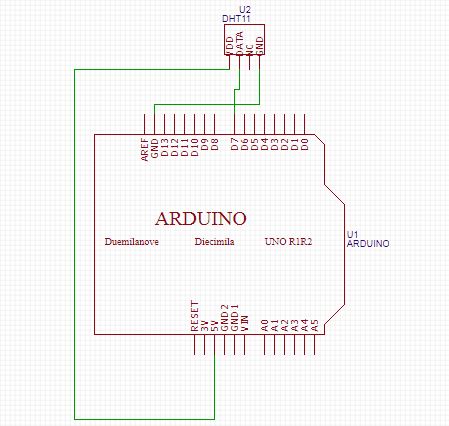 U2
DHT11
VDD
DATA
NC
GND
AREF
GND
D13
D12
D11
D10
D9
D8
D7
D6
D5
D4
D3
D2
D1
D0
ARDUINO
Duemilanove Diecimila UNO R1R2
U1
ARDUINO
RESET
3V
5V
GND2
GND1
VIN
A0
A1
A2
A3
A4
A5